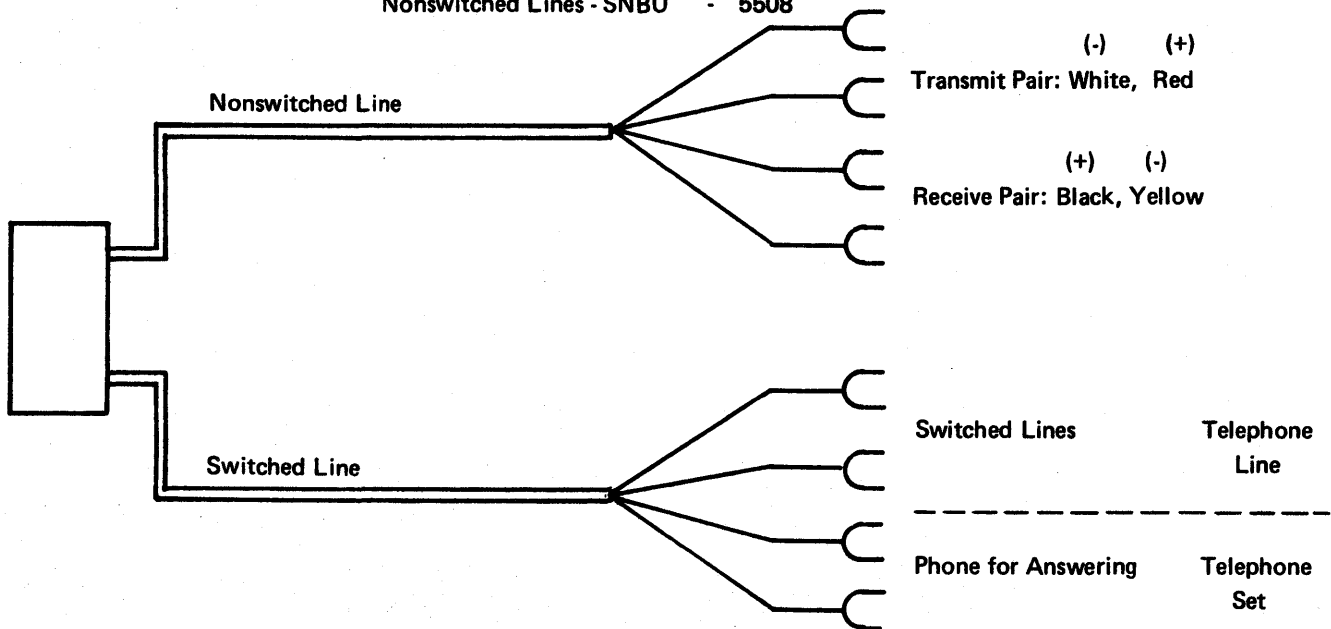 Nonswitched Lines - SNBU - 5508
(-) (+)
Transmit Pair: White, Red
Nonswitched Line
(+) (-)
Receive Pair: Black, Yellow
Switched Lines Telephone
Line
Switched Line
Phone for Answering Telephone
Set